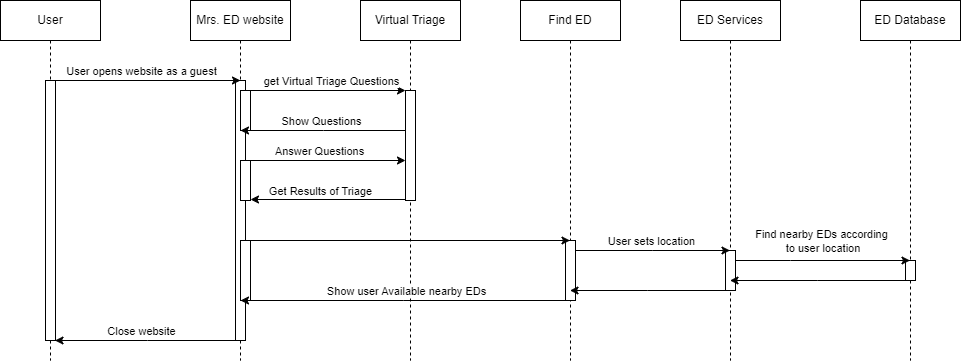 User
Mrs. ED website
Virtual Triage
Find ED
ED Services
ED Database
User opens website as a guest
get Virtual Triage Questions
Show Questions
Answer Questions
Get Results of Triage
User sets location
Find nearby EDs according
to user location
Show user Available nearby EDs
Close website